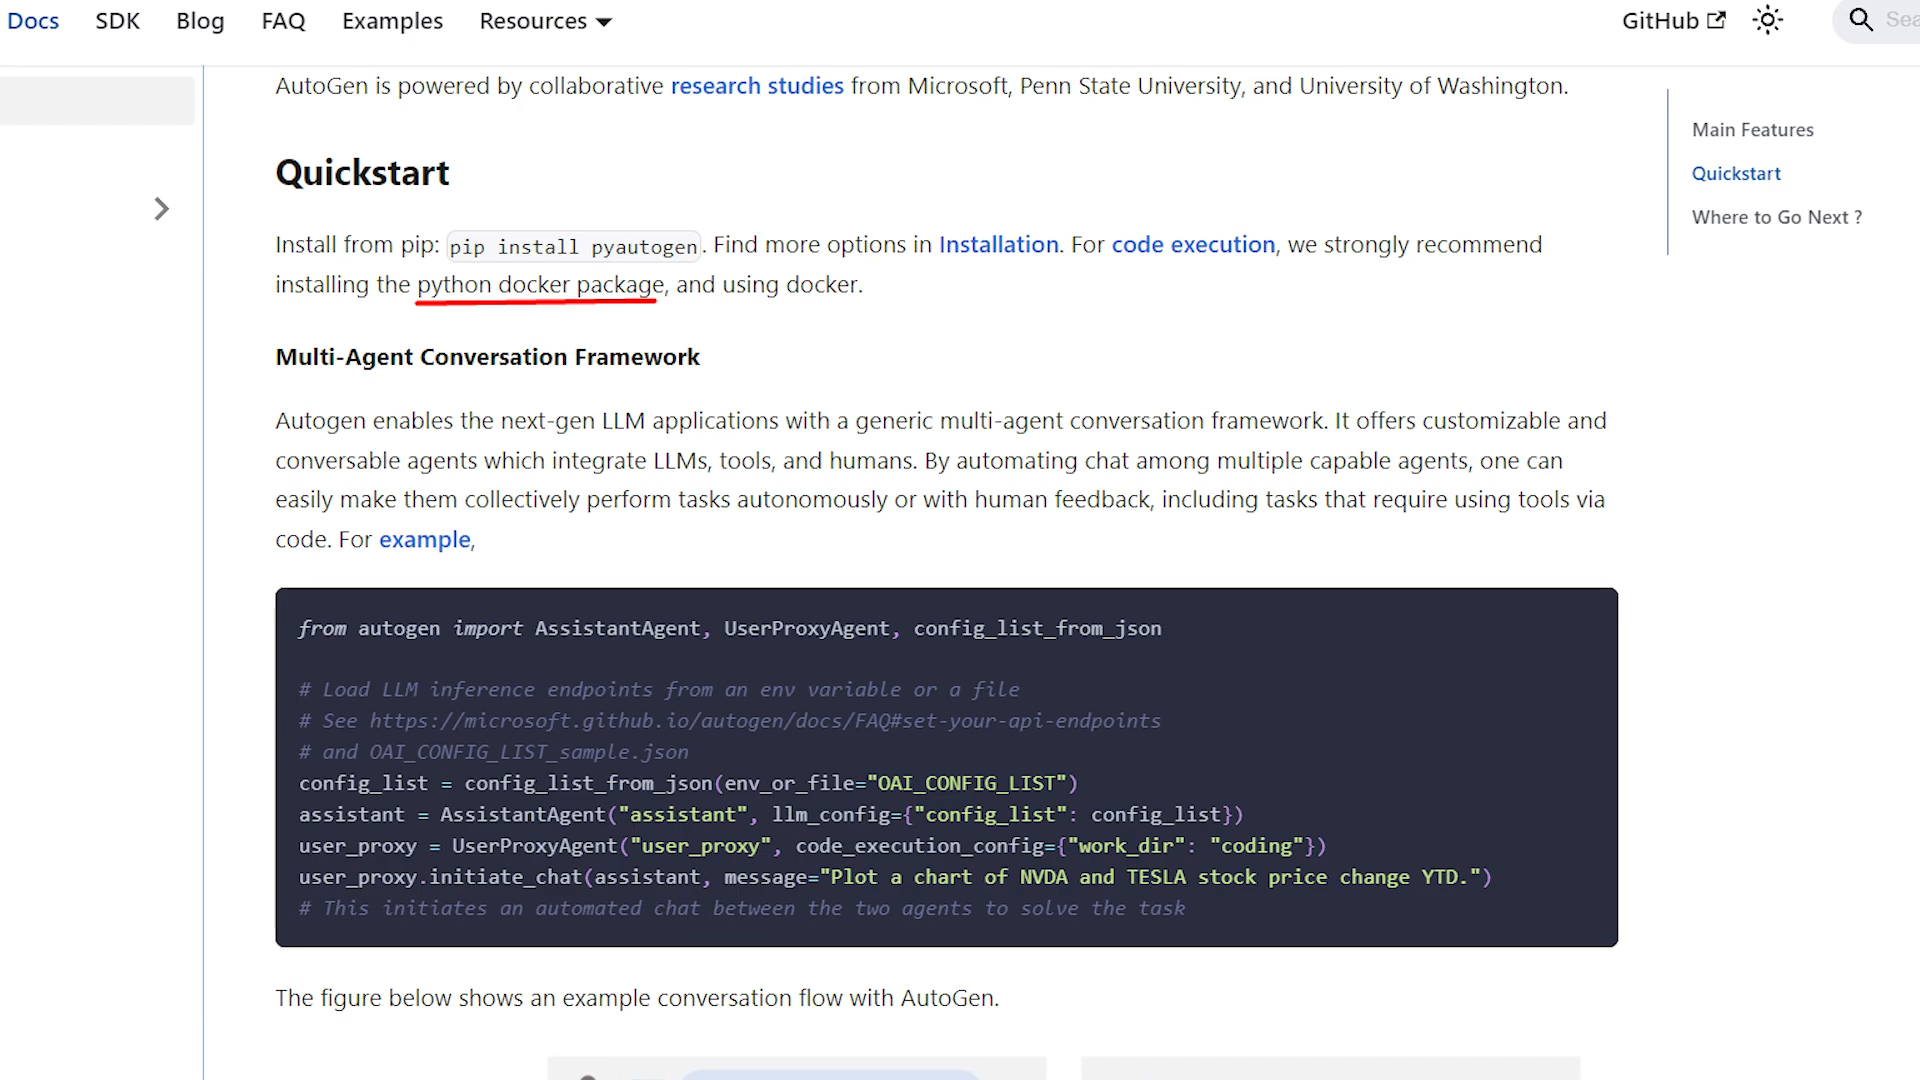 Docs SDK Blog FAQ Examples Resources GitHub
AutoGen is powered by collaborative research studies from Microsoft, Penn State University, and University of Washington.
Main Features
Quickstart
Quickstart
Where to Go Next ?
Install from pip: pip install pyautogen. Find more options in Installation. For code execution, we strongly recommend
installing the python docker package, and using docker.
Multi-Agent Conversation Framework
Autogen enables the next-gen LLM applications with a generic multi-agent conversation framework. It offers customizable and
conversable agents which integrate LLMs, tools, and humans. By automating chat among multiple capable agents, one can
easily make them collectively perform tasks autonomously or with human feedback, including tasks that require using tools via
code. For example,
from autogen import AssistantAgent, UserProxyAgent, config_list_from_json
# Load LLM inference endpoints from an env variable or a file
# See https://microsoft.github.io/autogen/docs/FAQ#set-your-api-endpoints
# and OAI_CONFIG_LIST_sample.json
config_list = config_list_from_json(env_or_file="OAI_CONFIG_LIST")
assistant = AssistantAgent("assistant", llm_config={"config_list": config_list})
user_proxy = UserProxyAgent("user_proxy", code_execution_config={"work_dir": "coding"})
user_proxy.initiate_chat(assistant, message="Plot a chart of NVDA and TESLA stock price change YTD.")
# This initiates an automated chat between the two agents to solve the task
The figure below shows an example conversation flow with AutoGen.